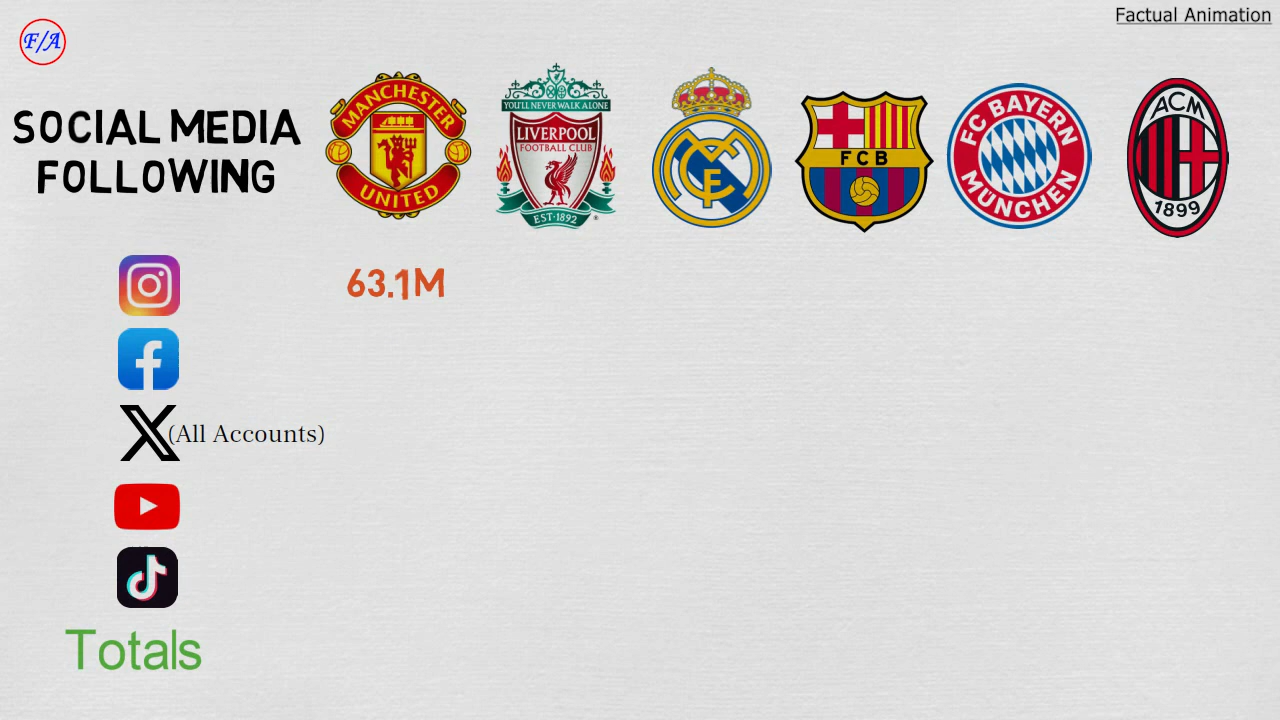 Factual Animation
F/A
SOCIAL MEDIA
FOLLOWING
MANCHESTER
UNITED
YOU'LL NEVER WALK ALONE
LIVERPOOL
FOOTBALL CLUB
EST·1892
FCB
FC BAYERN
MÜNCHEN
ACM
1899
63.1M
(All Accounts)
Totals